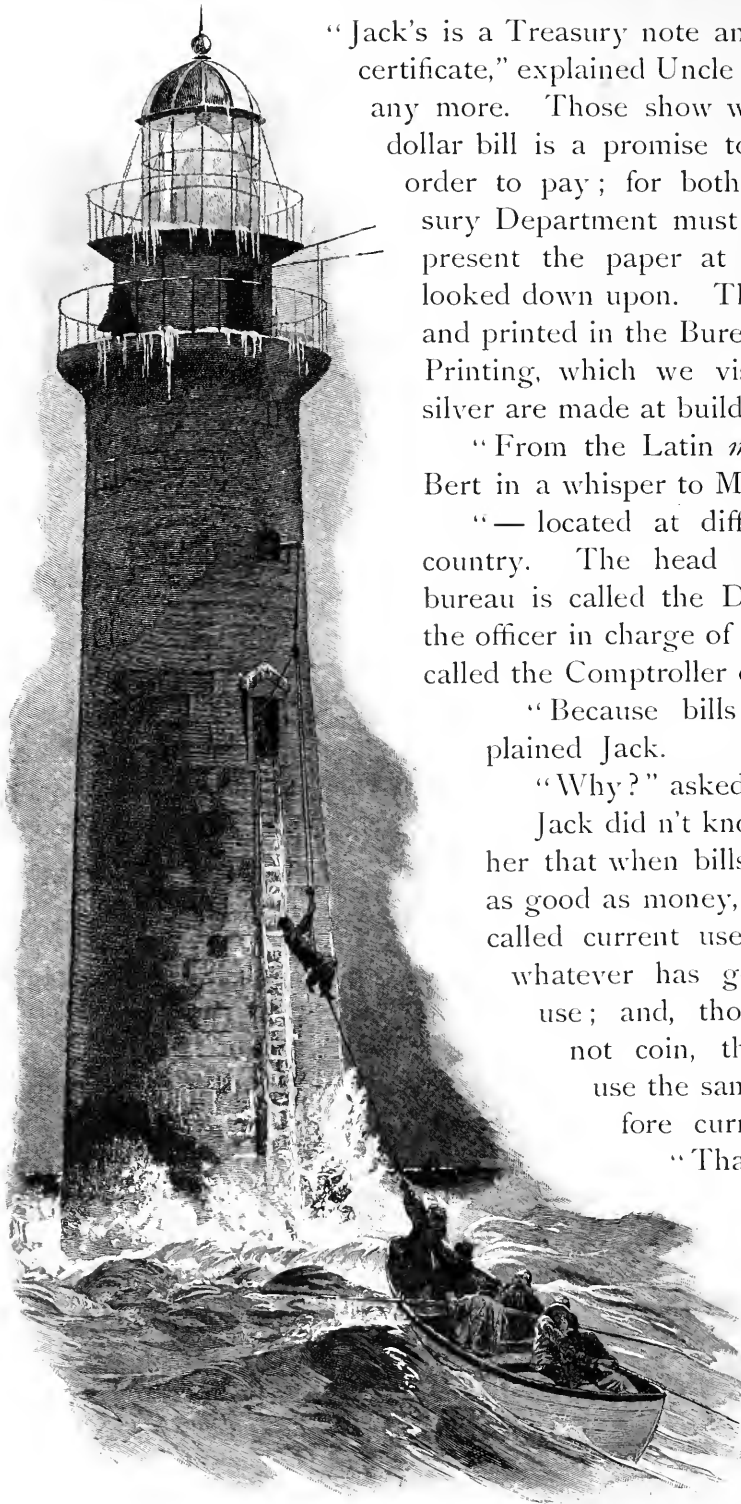 "Jack's is a Treasury note an
certificate," explained Uncle
any more. Those show w
dollar bill is a promise to
order to pay; for both
sury Department must
present the paper at
looked down upon. Th
and printed in the Bure
Printing, which we vis
silver are made at build
"From the Latin m
Bert in a whisper to M
"— located at diff
country. The head
bureau is called the D
the officer in charge of
called the Comptroller
"Because bills
plained Jack.
"Why?" asked
Jack did n't kno
her that when bills
as good as money,
called current use
whatever has g
use; and, tho
not coin, th
use the san
fore curr
"Tha